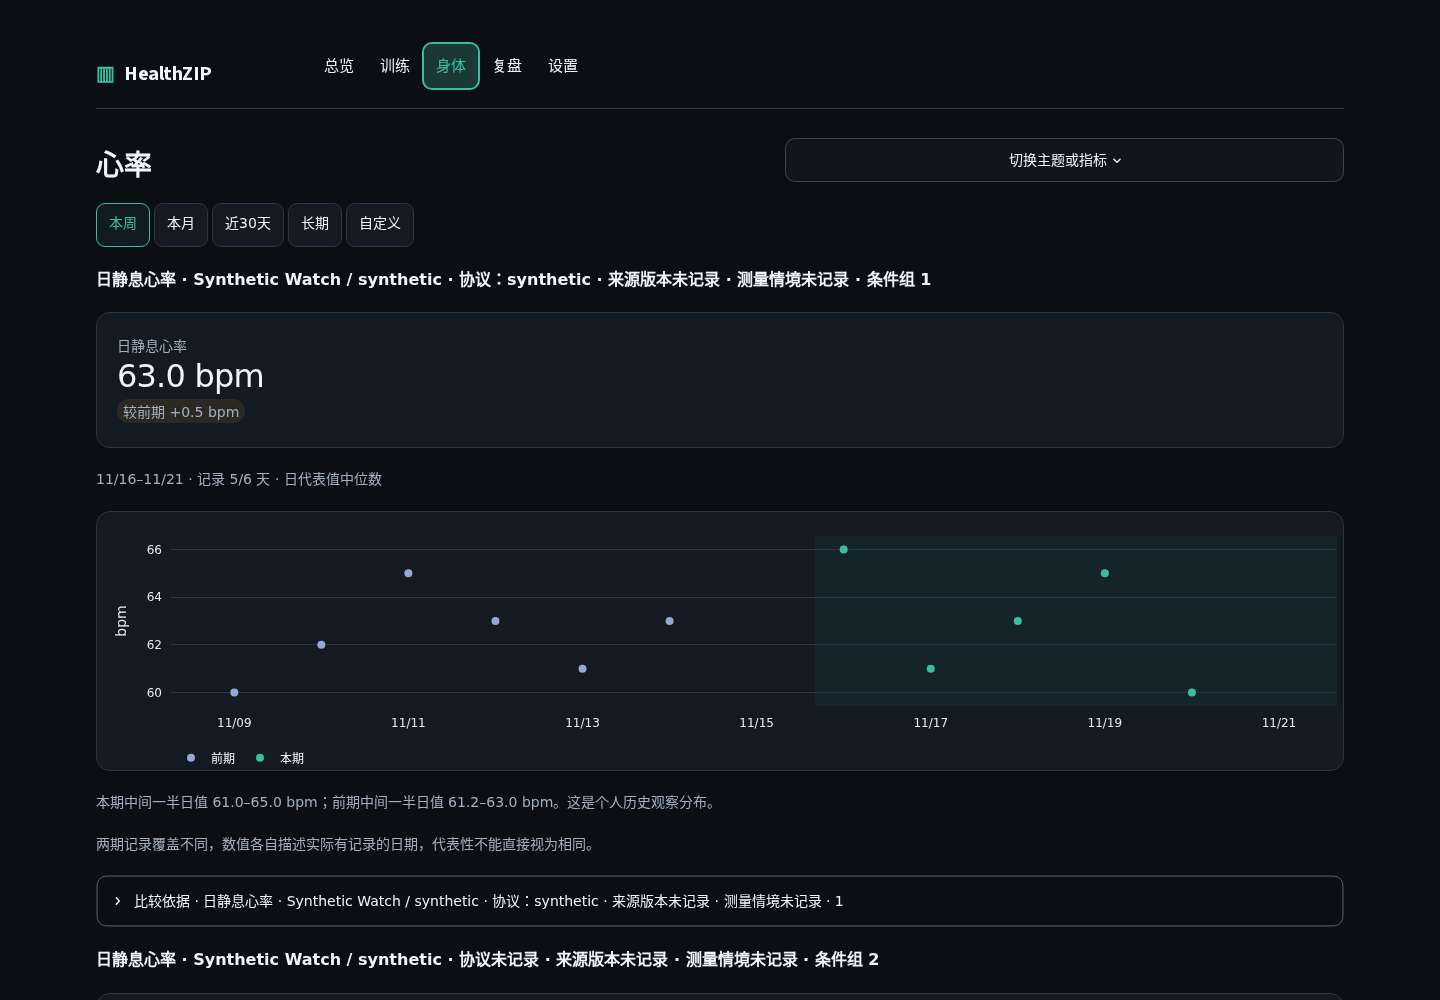 HealthZIP
总览 训练 身体 复盘 设置
心率
切换主题或指标
本周 本月 近30天 长期 自定义
日静息心率 · Synthetic Watch / synthetic · 协议：synthetic · 来源版本未记录 · 测量情境未记录 · 条件组 1
日静息心率
63.0 bpm
较前期 +0.5 bpm
11/16–11/21 · 记录 5/6 天 · 日代表值中位数
66
64
62
60
bpm
11/09 11/11 11/13 11/15 11/17 11/19 11/21
前期 本期
本期中间一半日值 61.0–65.0 bpm；前期中间一半日值 61.2–63.0 bpm。这是个人历史观察分布。
两期记录覆盖不同，数值各自描述实际有记录的日期，代表性不能直接视为相同。
比较依据 · 日静息心率 · Synthetic Watch / synthetic · 协议：synthetic · 来源版本未记录 · 测量情境未记录 · 1
日静息心率 · Synthetic Watch / synthetic · 协议未记录 · 来源版本未记录 · 测量情境未记录 · 条件组 2